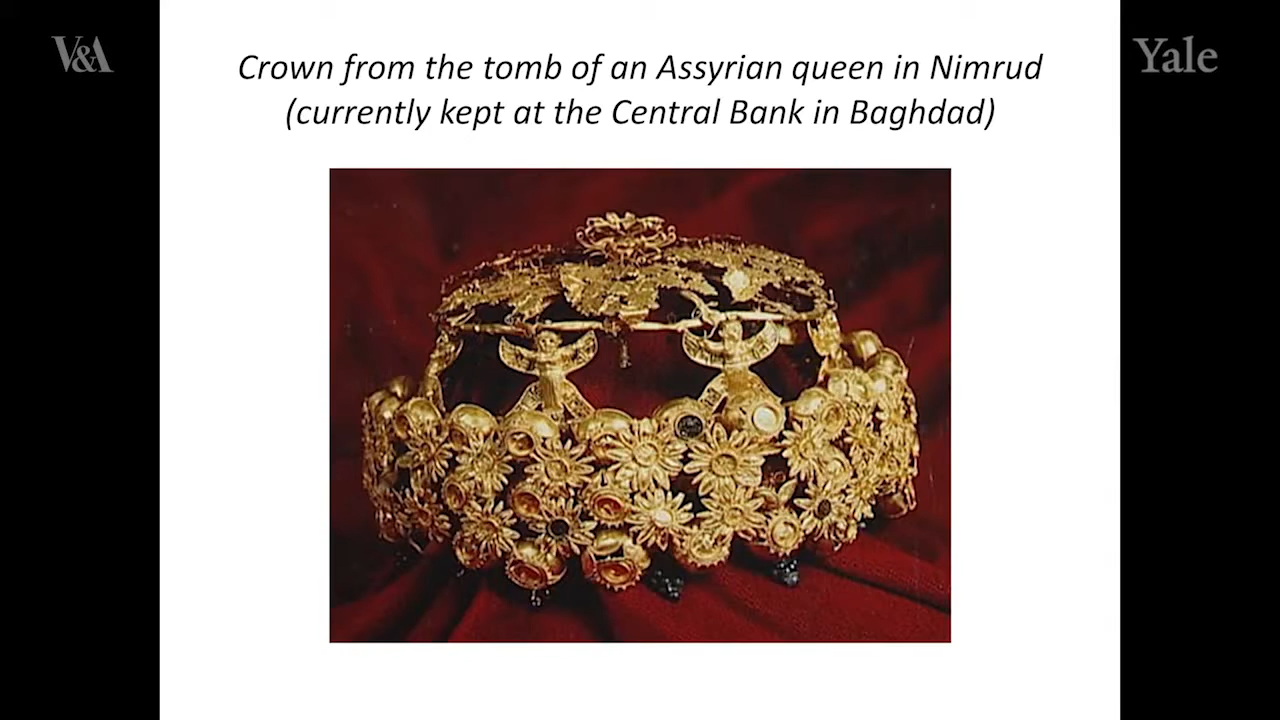 V&A
Yale
Crown from the tomb of an Assyrian queen in Nimrud
(currently kept at the Central Bank in Baghdad)